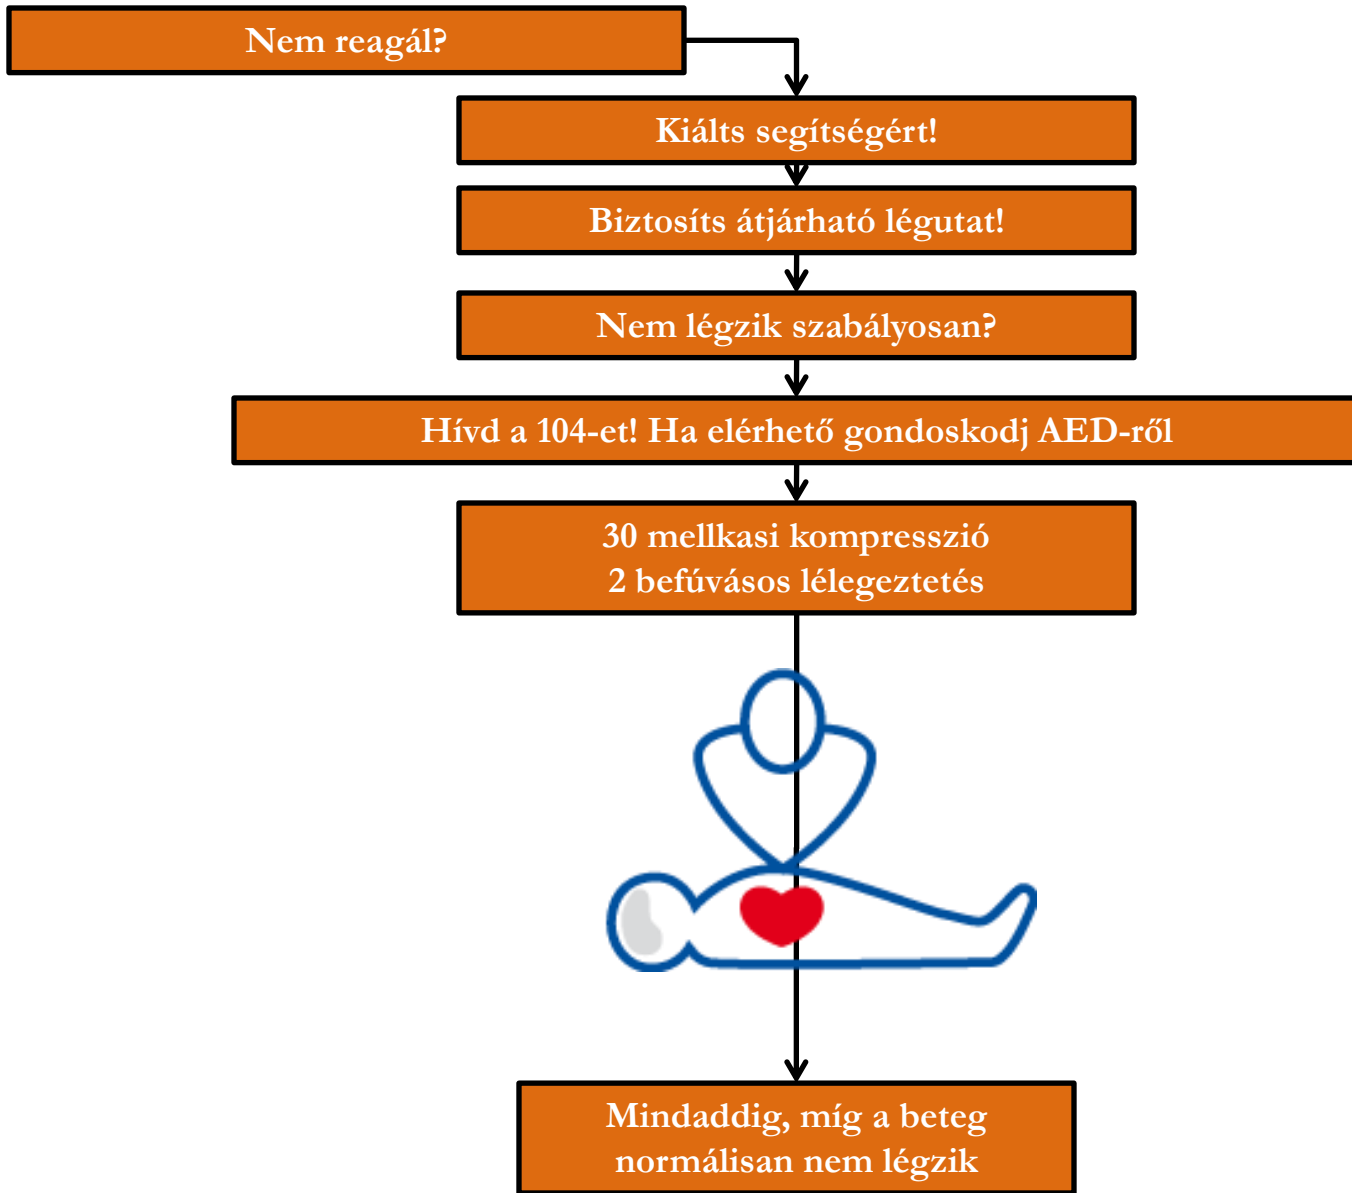 Nem reagál?
Kiálts segítségért!
Biztosíts átjárható légutat!
Nem légzik szabályosan?
Hívd a 104-et! Ha elérhető gondoskodj AED-ről
30 mellkasi kompresszió
2 befúvásos lélegeztetés
Mindaddig, míg a beteg
normálisan nem légzik